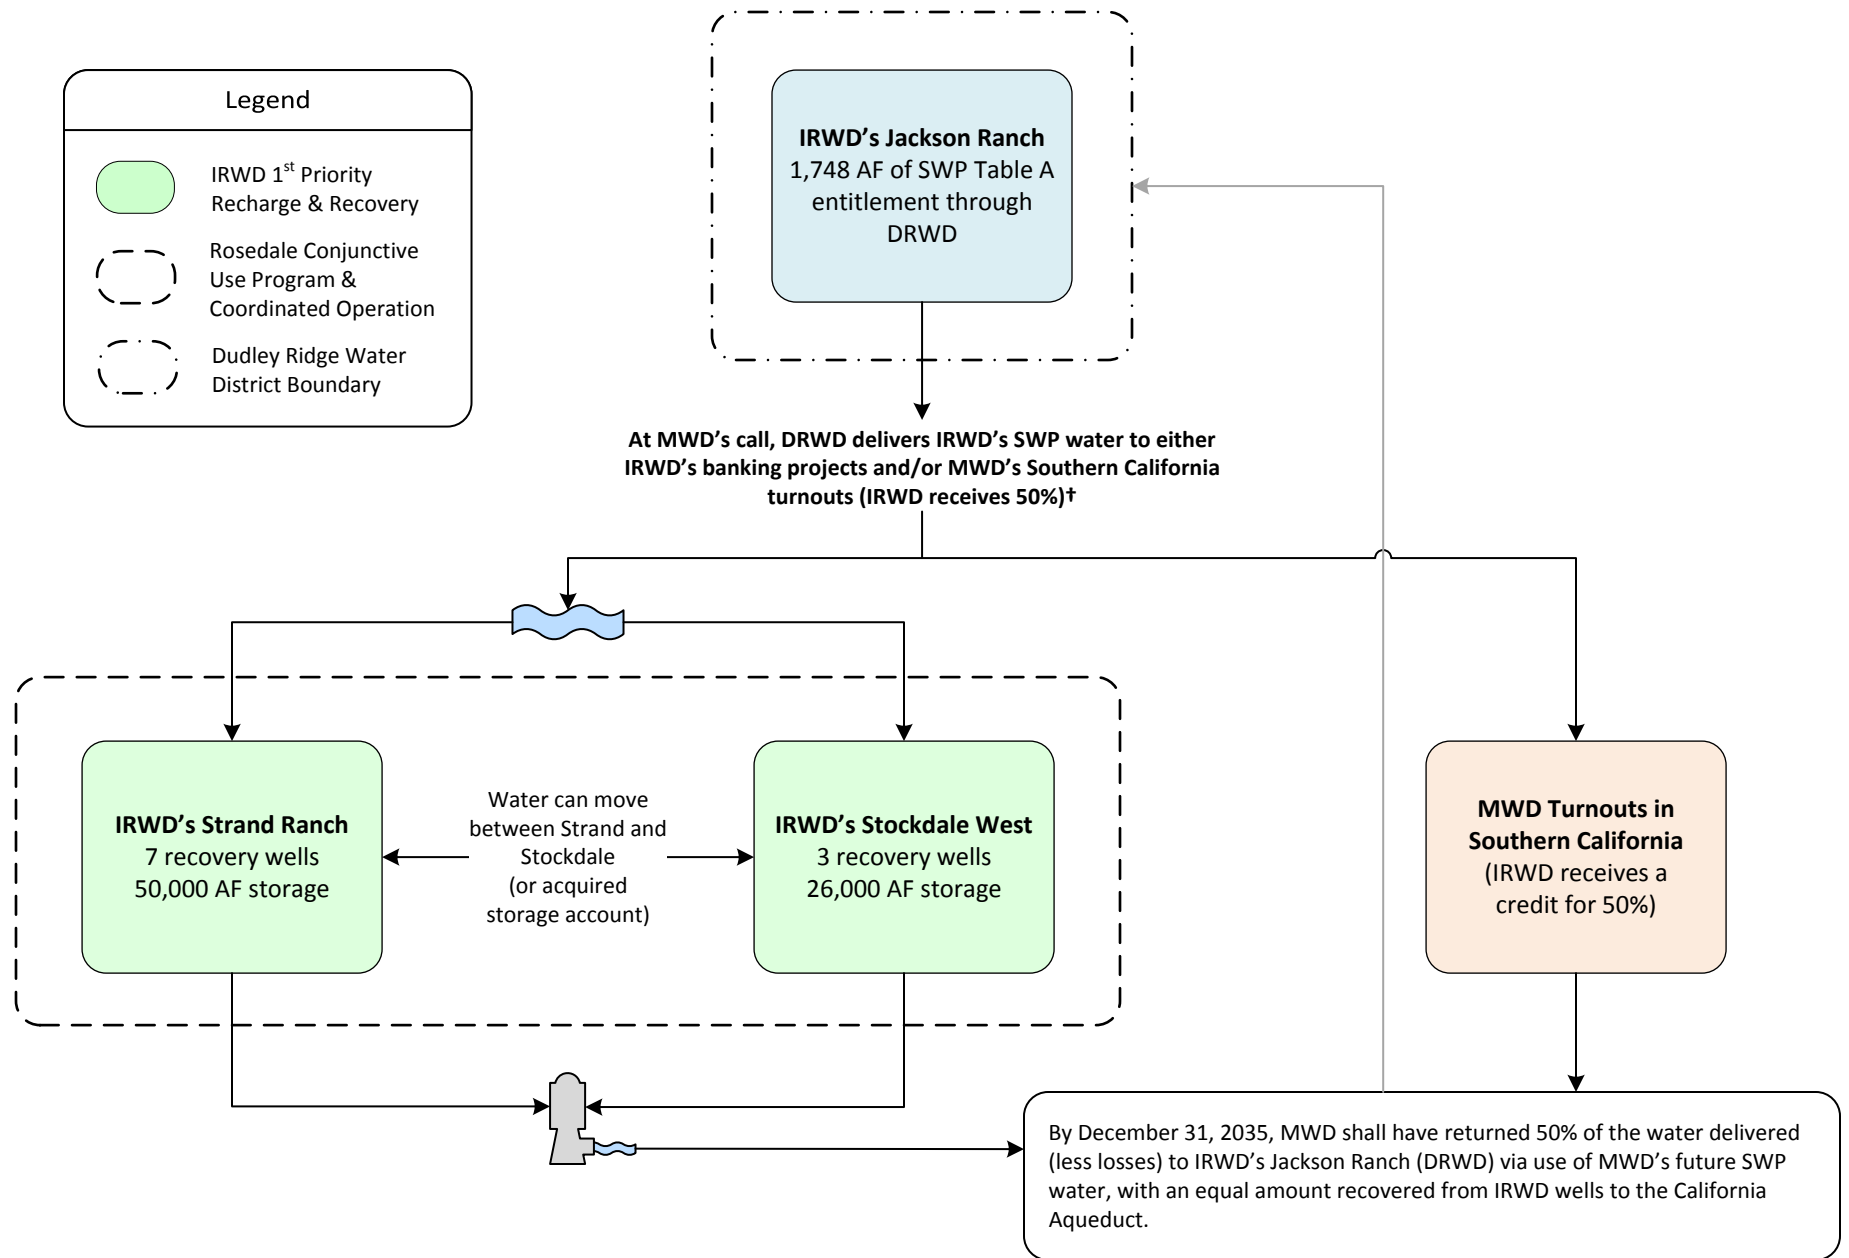 Legend
IRWD 1st Priority
Recharge & Recovery
Rosedale Conjunctive
Use Program &
Coordinated Operation
Dudley Ridge Water
District Boundary
IRWD’s Jackson Ranch
1,748 AF of SWP Table A
entitlement through
DRWD
At MWD’s call, DRWD delivers IRWD’s SWP water to either
IRWD’s banking projects and/or MWD’s Southern California
turnouts (IRWD receives 50%)†
IRWD’s Strand Ranch
7 recovery wells
50,000 AF storage
Water can move
between Strand and
Stockdale
(or acquired
storage account)
IRWD’s Stockdale West
3 recovery wells
26,000 AF storage
MWD Turnouts in
Southern California
(IRWD receives a
credit for 50%)
By December 31, 2035, MWD shall have returned 50% of the water delivered
(less losses) to IRWD’s Jackson Ranch (DRWD) via use of MWD’s future SWP
water, with an equal amount recovered from IRWD wells to the California
Aqueduct.